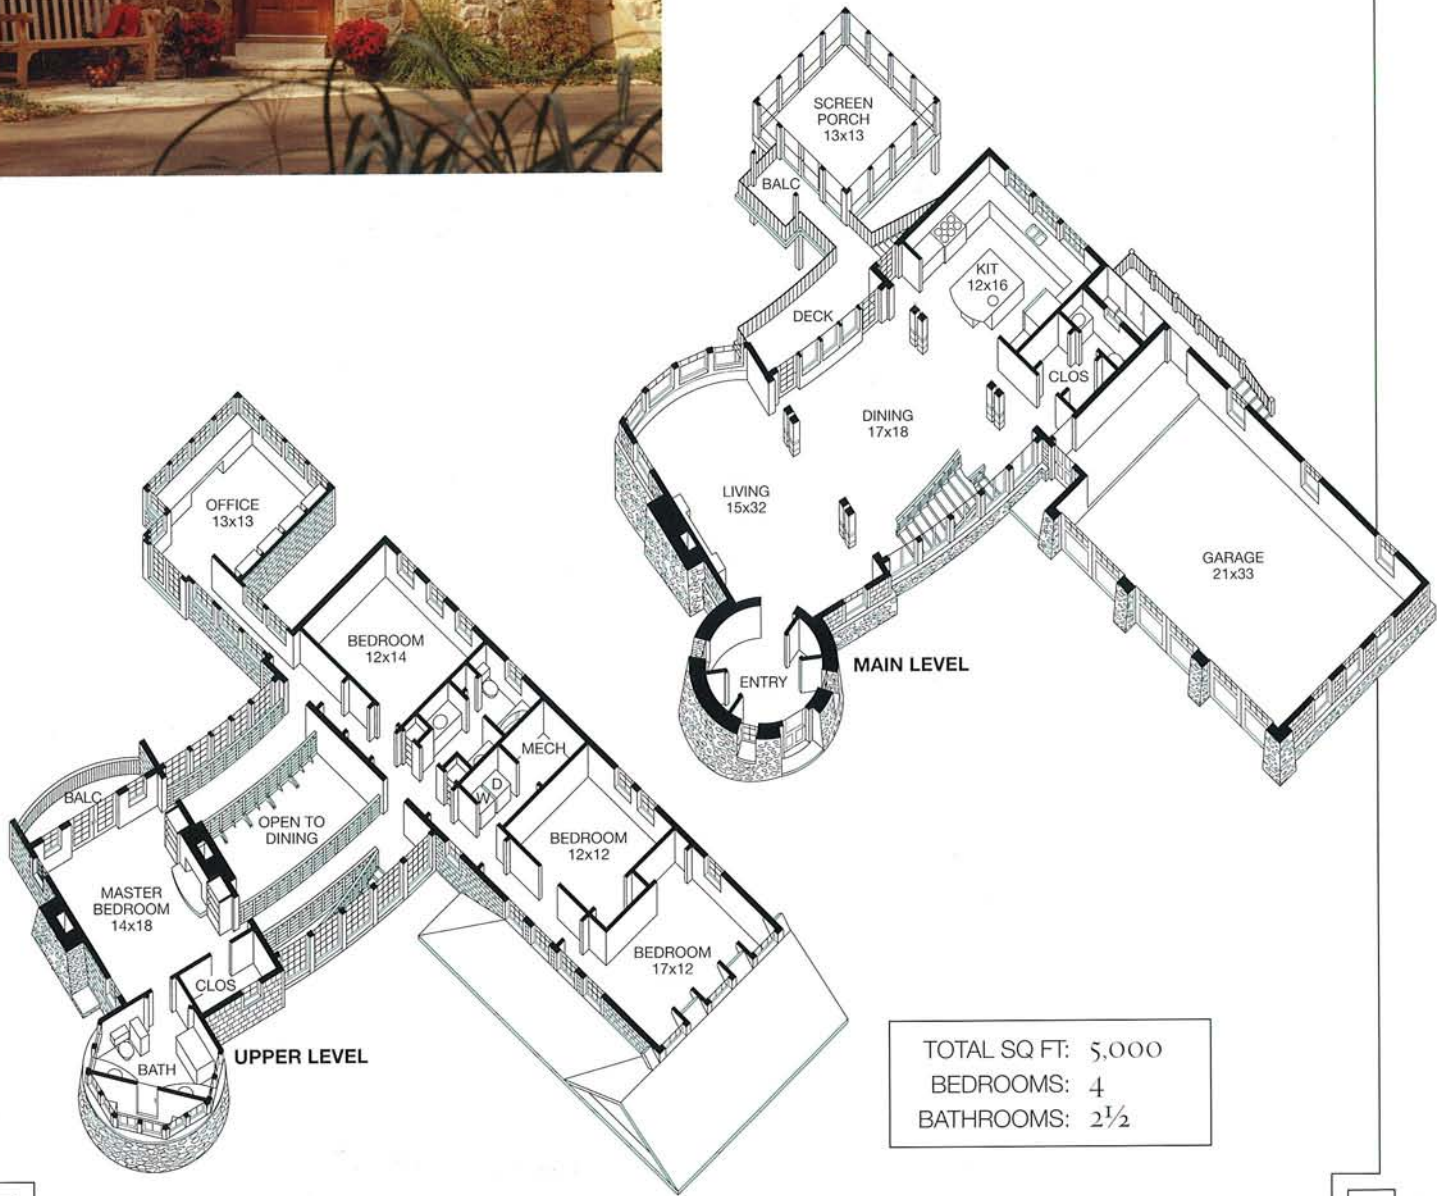 SCREEN
PORCH
13x13
BALC
KIT
12x16
DECK
CLOS
DINING
17x18
LIVING
15x32
GARAGE
21x33
ENTRY
MAIN LEVEL
OFFICE
13x13
BEDROOM
12x14
MECH
D
W
BALC
OPEN TO
DINING
BEDROOM
12x12
MASTER
BEDROOM
14x18
BEDROOM
17x12
CLOS
BATH
UPPER LEVEL
TOTAL SQ FT: 5,000
BEDROOMS: 4
BATHROOMS: 2½